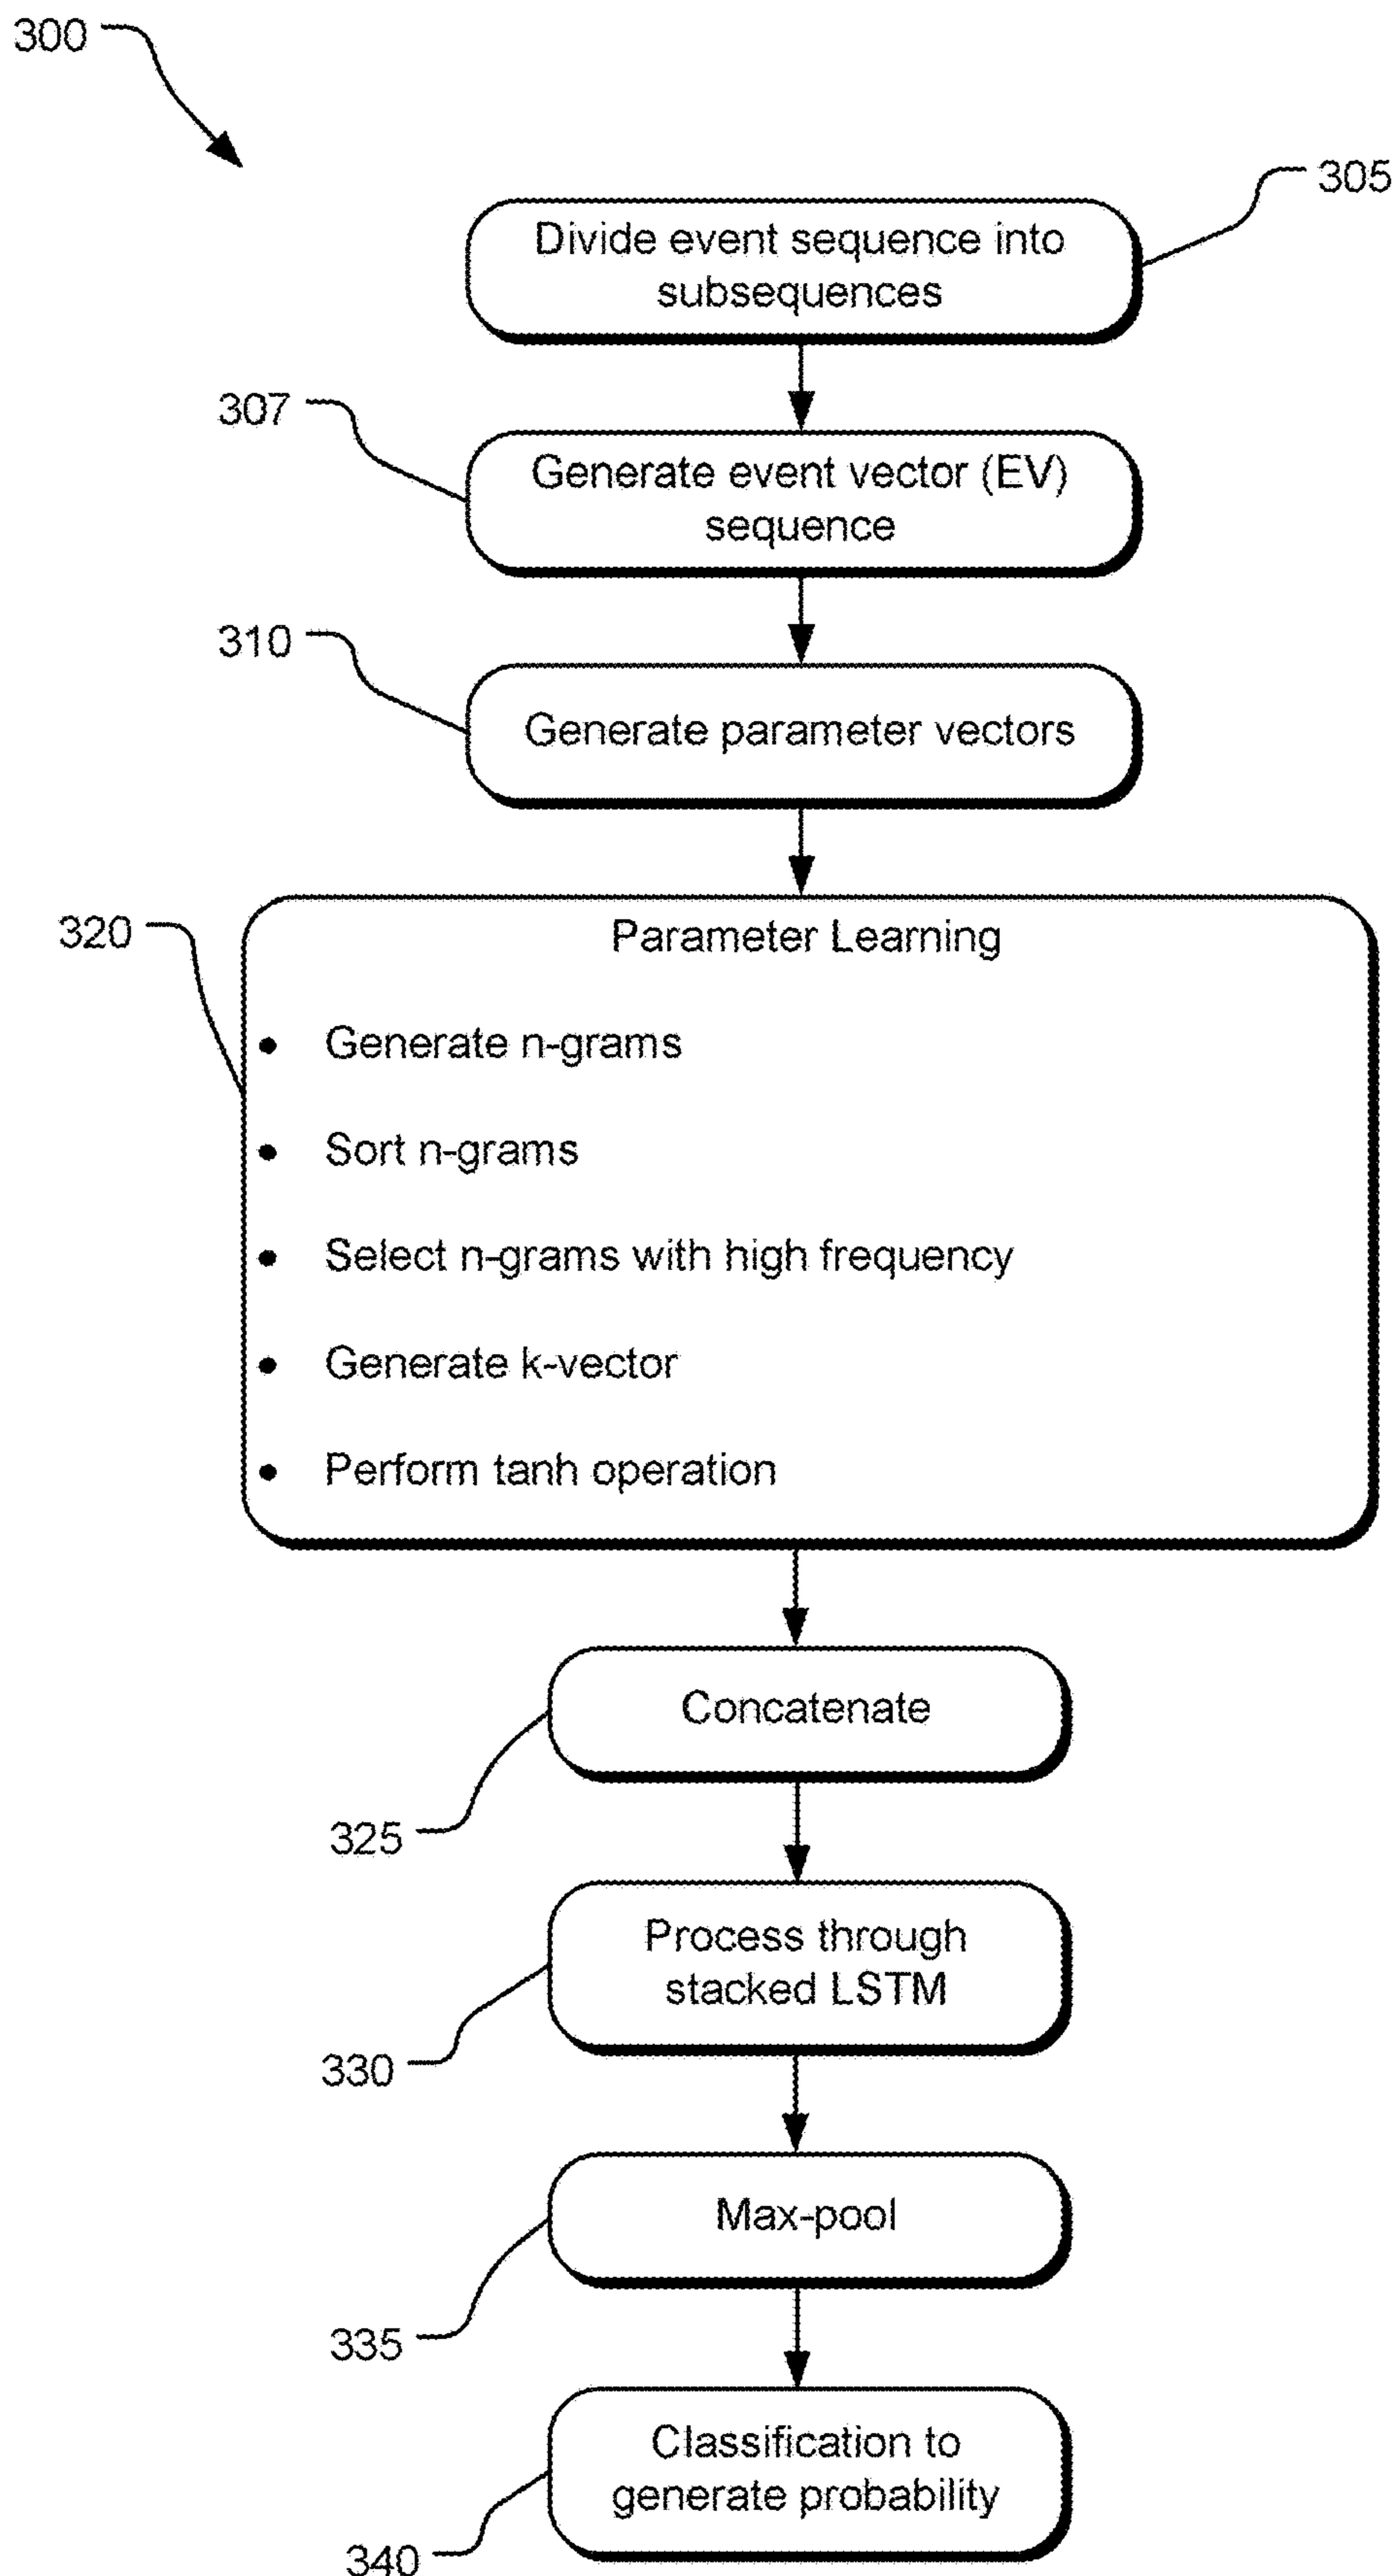 300
305
Divide event sequence into
subsequences
307
Generate event vector (EV)
sequence
310
Generate parameter vectors
320
Parameter Learning
• Generate n-grams
• Sort n-grams
• Select n-grams with high frequency
• Generate k-vector
• Perform tanh operation
Concatenate
325
Process through
stacked LSTM
330
Max-pool
335
Classification to
generate probability
340